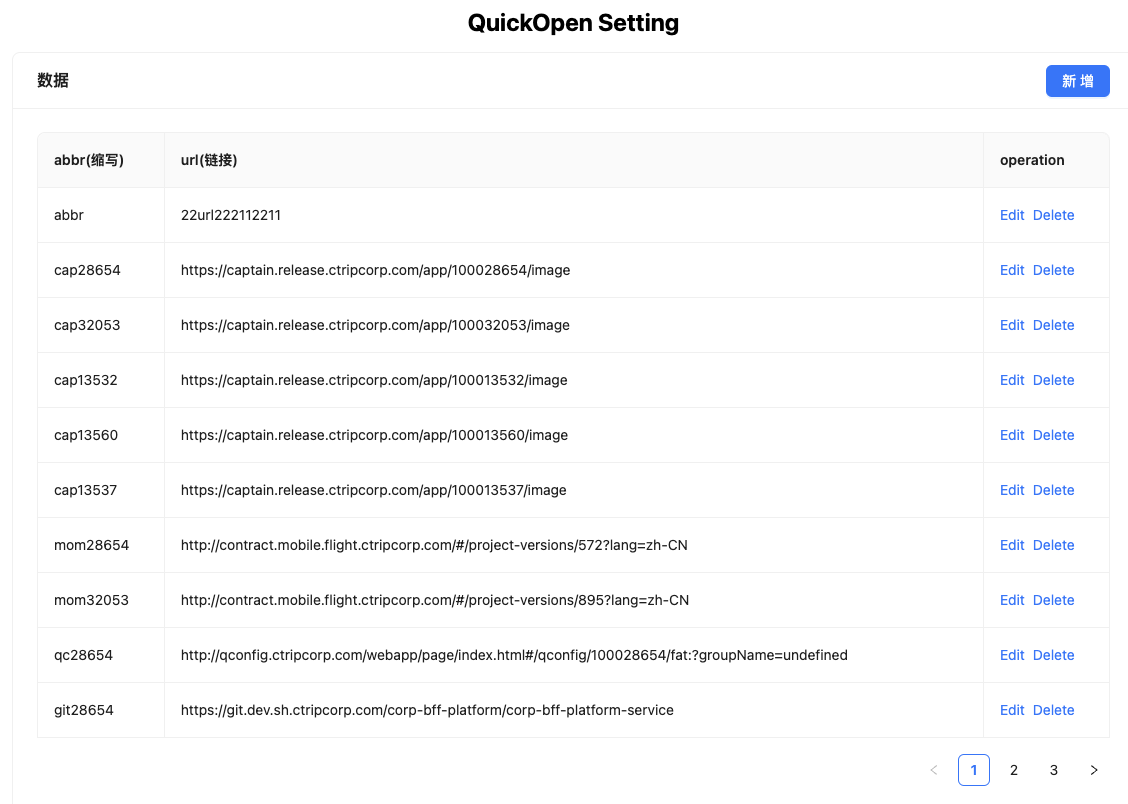 QuickOpen Setting
数据
新 增
abbr(缩写) url(链接) operation
abbr 22url222112211 Edit Delete
cap28654 https://captain.release.ctripcorp.com/app/100028654/image Edit Delete
cap32053 https://captain.release.ctripcorp.com/app/100032053/image Edit Delete
cap13532 https://captain.release.ctripcorp.com/app/100013532/image Edit Delete
cap13560 https://captain.release.ctripcorp.com/app/100013560/image Edit Delete
cap13537 https://captain.release.ctripcorp.com/app/100013537/image Edit Delete
mom28654 http://contract.mobile.flight.ctripcorp.com/#/project-versions/572?lang=zh-CN Edit Delete
mom32053 http://contract.mobile.flight.ctripcorp.com/#/project-versions/895?lang=zh-CN Edit Delete
qc28654 http://qconfig.ctripcorp.com/webapp/page/index.html#/qconfig/100028654/fat:?groupName=undefined Edit Delete
git28654 https://git.dev.sh.ctripcorp.com/corp-bff-platform/corp-bff-platform-service Edit Delete
< 1 2 3 >